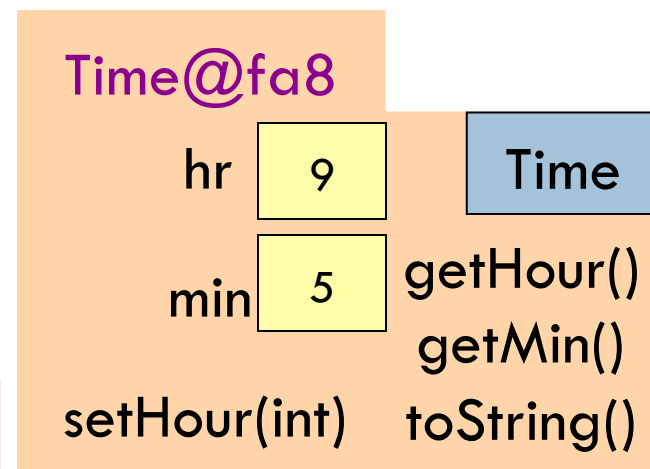 Time@fa8
hr 9 Time
min 5 getHour()
getMin()
setHour(int) toString()